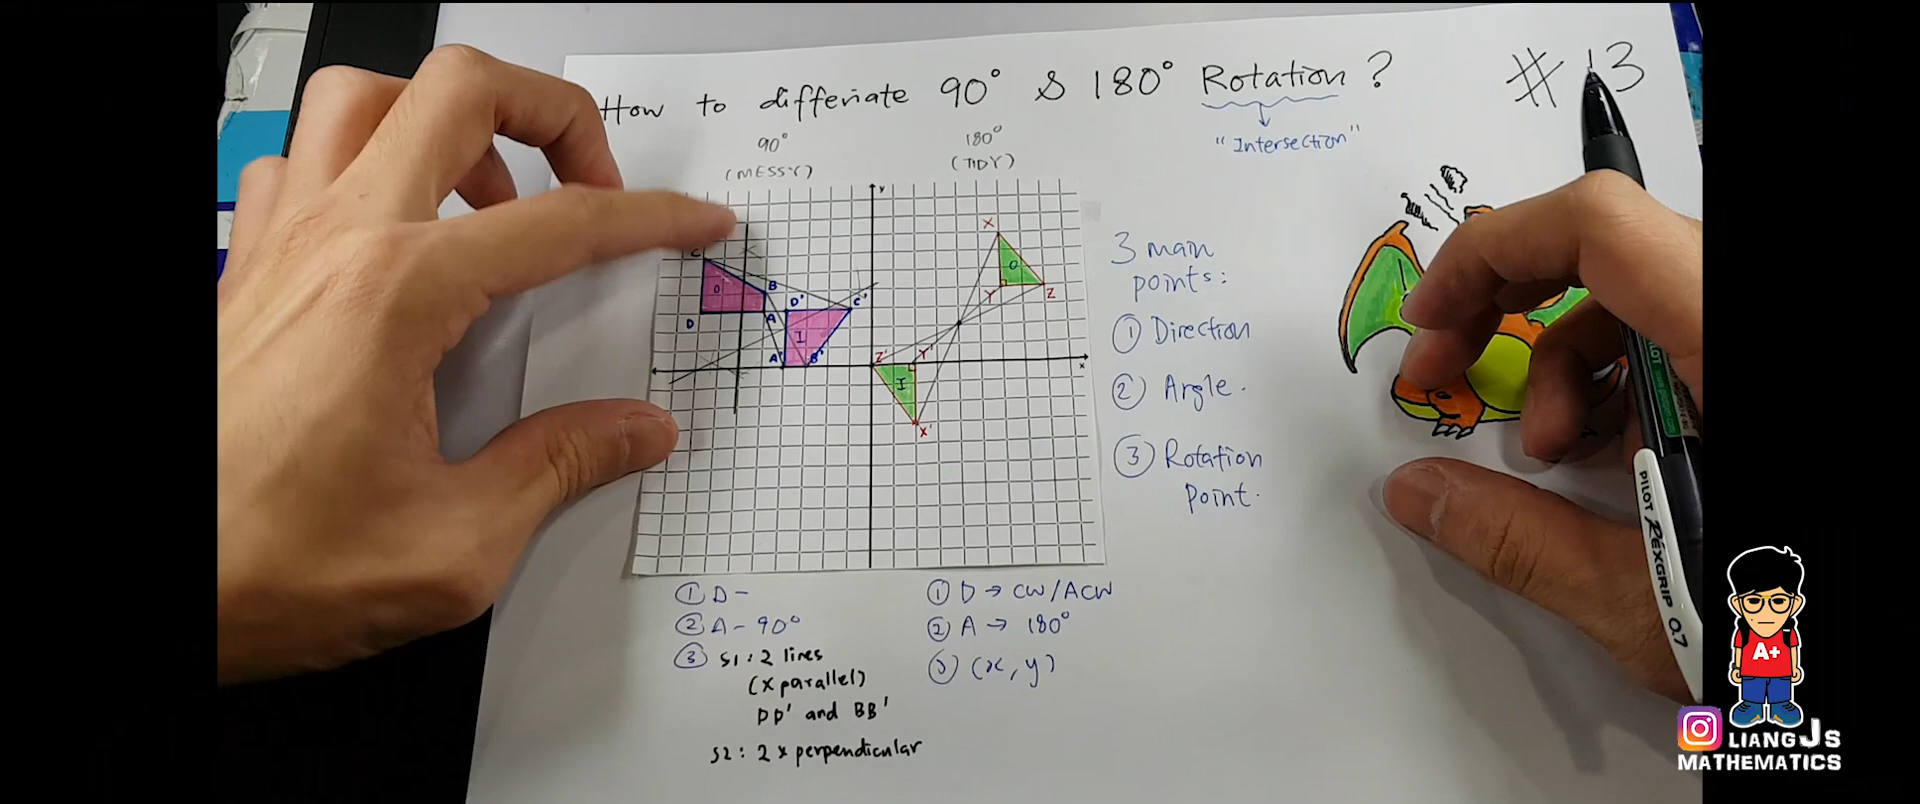 How to differiate 90° & 180° Rotation?
# 13
"Intersection"
90°
(MESSY)
180°
(TIDY)
y
x
C
B
D
A
O
D'
C'
A'
B'
I
X
Y
Z
O
Z'
Y'
X'
I
3 main
points:
① Direction
② Angle.
③ Rotation
point.
① D -
② A - 90°
③ S1: 2 lines
(X parallel)
DD' and BB'
S2: 2 x perpendicular
① D → CW/ACW
② A → 180°
③ (x, y)
PILOT REXGRIP 0.7
A+
LIANGJS
MATHEMATICS